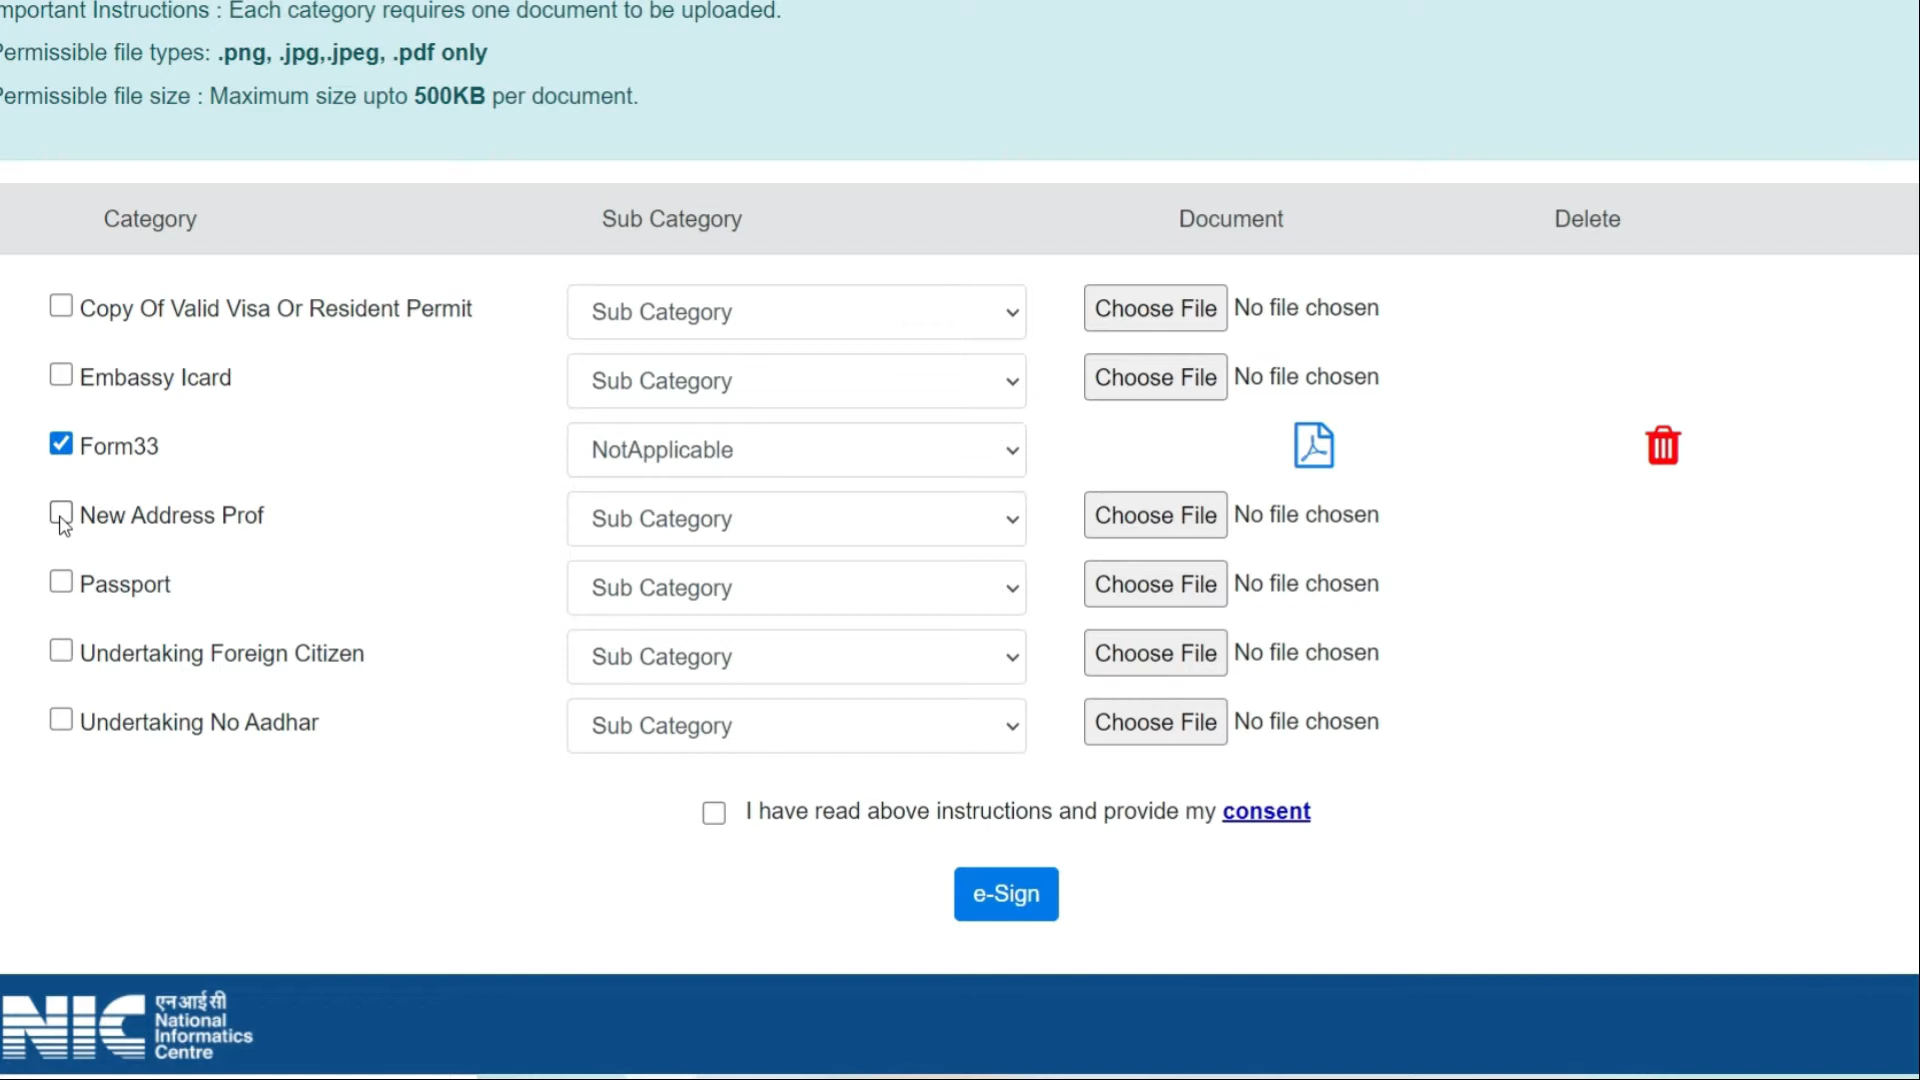 mportant Instructions : Each category requires one document to be uploaded.
Permissible file types: .png, .jpg,.jpeg, .pdf only
Permissible file size : Maximum size upto 500KB per document.
Category Sub Category Document Delete
Copy Of Valid Visa Or Resident Permit Sub Category Choose File No file chosen
Embassy Icard Sub Category Choose File No file chosen
Form33 NotApplicable
New Address Prof Sub Category Choose File No file chosen
Passport Sub Category Choose File No file chosen
Undertaking Foreign Citizen Sub Category Choose File No file chosen
Undertaking No Aadhar Sub Category Choose File No file chosen
I have read above instructions and provide my consent
e-Sign
NIC एन आई सी
National
Informatics
Centre